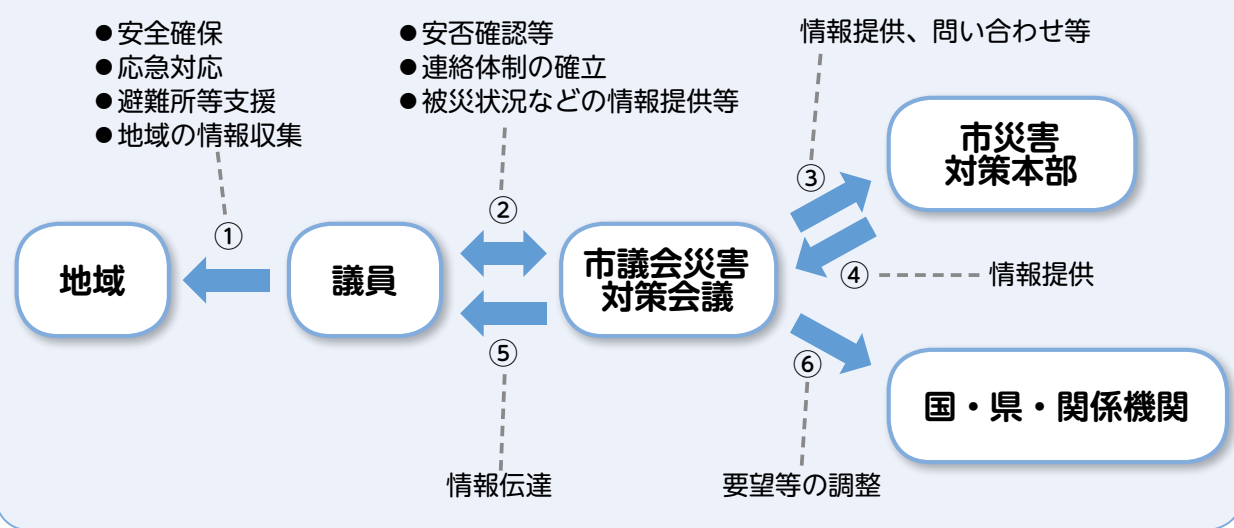 ●安全確保
●応急対応
●避難所等支援
●地域の情報収集
●安否確認等
●連絡体制の確立
●被災状況などの情報提供等
情報提供、問い合わせ等
市災害
対策本部
③
②
①
地域
議員
市議会災害
対策会議
④
情報提供
⑤
⑥
国・県・関係機関
情報伝達
要望等の調整